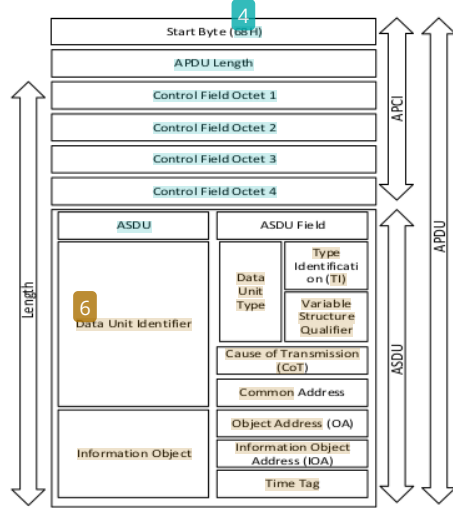 4
Start Byte (68H)
APDU Length
Control Field Octet 1
Control Field Octet 2
Control Field Octet 3
Control Field Octet 4
APCI
APDU
Length
ASDU
ASDU Field
6
Data Unit Identifier
Data
Unit
Type
Type
Identificati
on (TI)
Variable
Structure
Qualifier
Cause of Transmission
(CoT)
Common Address
ASDU
Information Object
Object Address (OA)
Information Object
Address (IOA)
Time Tag